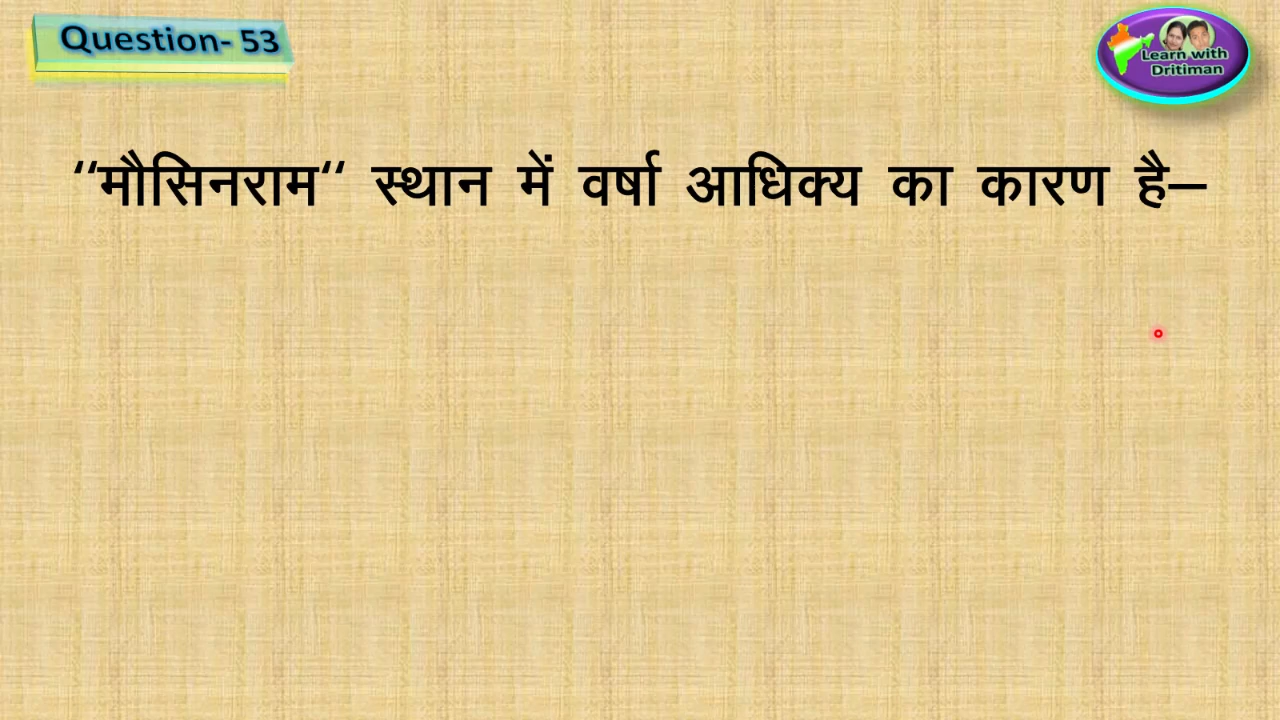 Question- 53
Learn with
Dritiman
“मौसिनराम“ स्थान में वर्षा आधिक्य का कारण है–